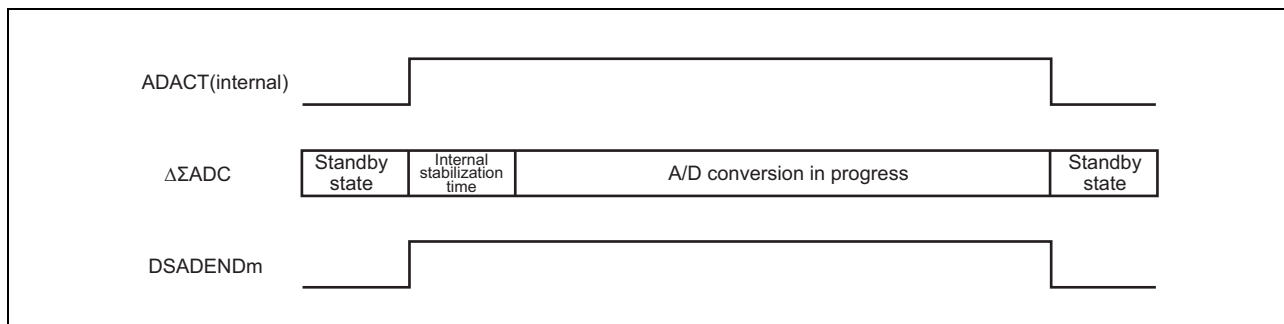 ADACT(internal)
ΔΣADC
Standby
state
Internal
stabilization
time
A/D conversion in progress
Standby
state
DSADENDm